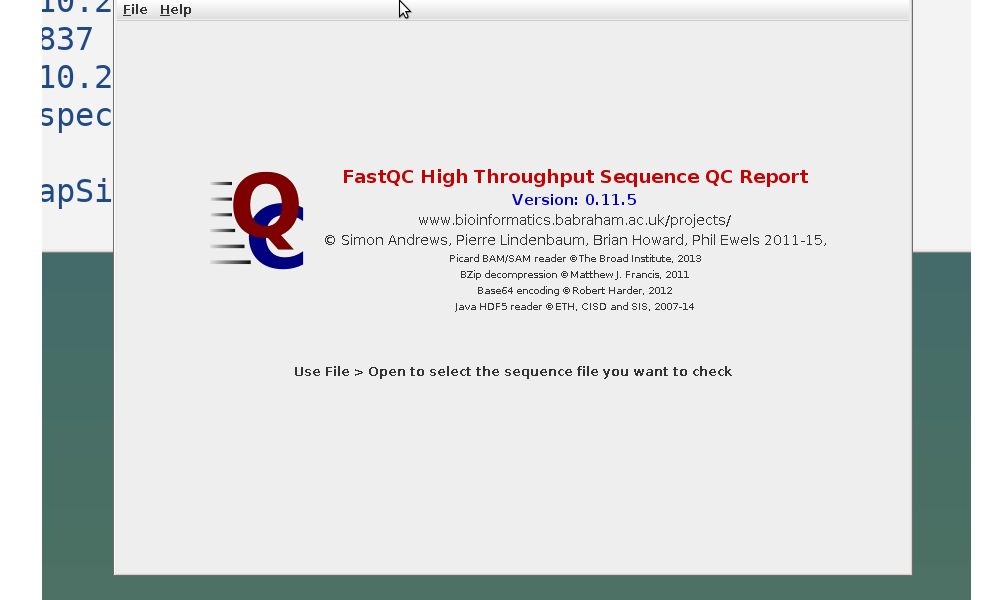 10.2
File Help
837
10.2
spec
apSi
FastQC High Throughput Sequence QC Report
Version: 0.11.5
www.bioinformatics.babraham.ac.uk/projects/
© Simon Andrews, Pierre Lindenbaum, Brian Howard, Phil Ewels 2011-15,
Picard BAM/SAM reader ©The Broad Institute, 2013
BZip decompression ©Matthew J. Francis, 2011
Base64 encoding ©Robert Harder, 2012
Java HDF5 reader ©ETH, CISD and SIS, 2007-14
Use File > Open to select the sequence file you want to check